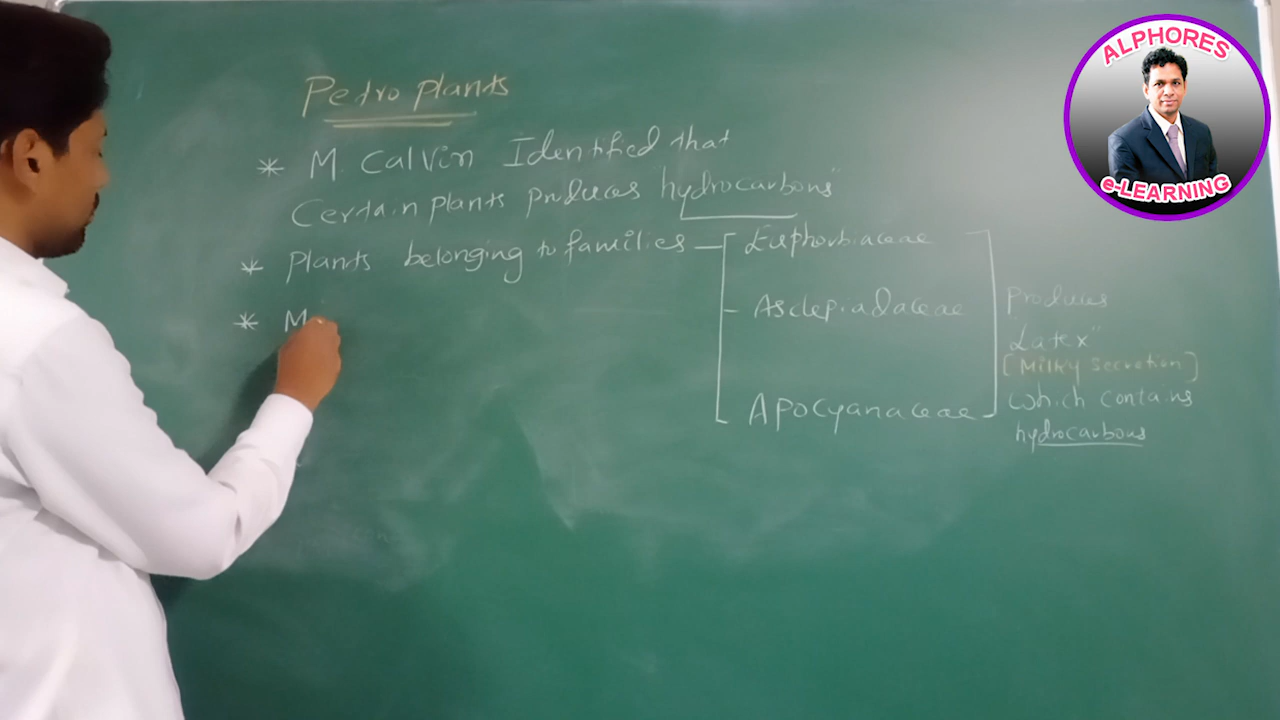 Petro plants
* M. Calvin Identified that
Certain plants produces hydrocarbons"
* Plants belonging to families
Euphorbiaceae
Asclepiadaceae
Apocyanaceae
Produces
Latex"
[Milky secretion]
which contains
hydrocarbons
* M
ALPHORES
e-LEARNING